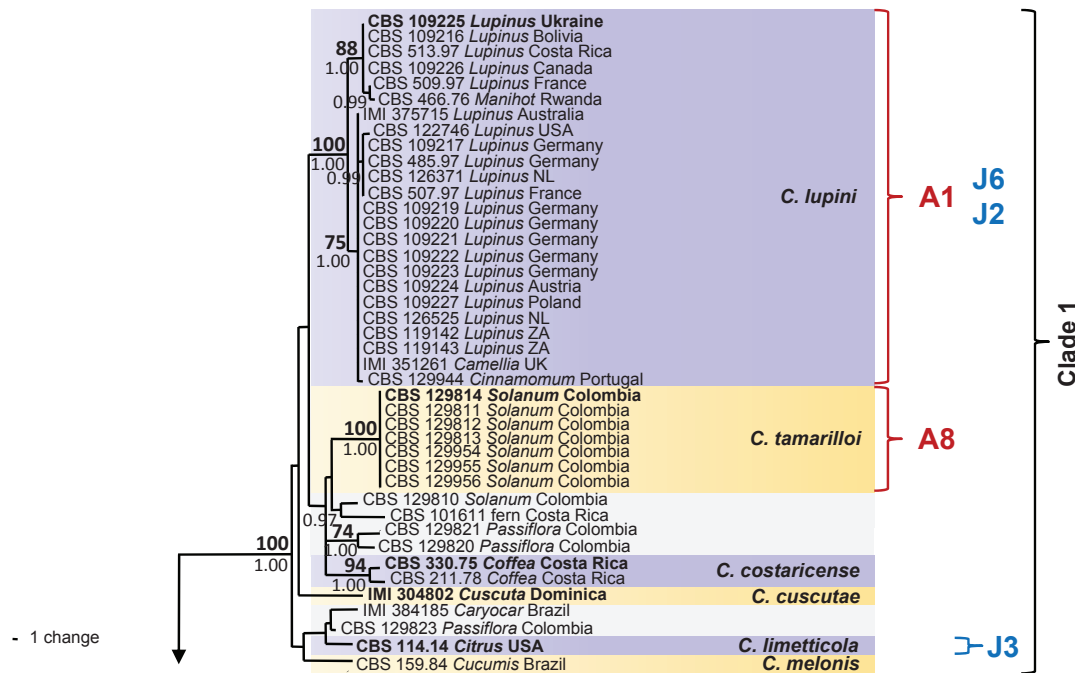 CBS 109225 Lupinus Ukraine
CBS 109216 Lupinus Bolivia
88
CBS 513.97 Lupinus Costa Rica
1.00
CBS 109226 Lupinus Canada
CBS 509.97 Lupinus France
0.99
CBS 466.76 Manihot Rwanda
IMI 375715 Lupinus Australia
CBS 122746 Lupinus USA
100
CBS 109217 Lupinus Germany
1.00
CBS 485.97 Lupinus Germany
0.99
CBS 126371 Lupinus NL
CBS 507.97 Lupinus France
C. lupini
A1
J6
J2
CBS 109219 Lupinus Germany
CBS 109220 Lupinus Germany
75
CBS 109221 Lupinus Germany
1.00
CBS 109222 Lupinus Germany
CBS 109223 Lupinus Germany
CBS 109224 Lupinus Austria
CBS 109227 Lupinus Poland
CBS 126525 Lupinus NL
CBS 119142 Lupinus ZA
CBS 119143 Lupinus ZA
Clade 1
IMI 351261 Camellia UK
CBS 129944 Cinnamomum Portugal
CBS 129814 Solanum Colombia
CBS 129811 Solanum Colombia
CBS 129812 Solanum Colombia
100
CBS 129813 Solanum Colombia
1.00
C. tamarilloi
A8
CBS 129954 Solanum Colombia
CBS 129955 Solanum Colombia
CBS 129956 Solanum Colombia
CBS 129810 Solanum Colombia
0.97
CBS 101611 fern Costa Rica
74
CBS 129821 Passiflora Colombia
1.00
CBS 129820 Passiflora Colombia
100
1.00
94
CBS 330.75 Coffea Costa Rica
1.00
CBS 211.78 Coffea Costa Rica
C. costaricense
IMI 304802 Cuscuta Dominica
C. cuscutae
IMI 384185 Caryocar Brazil
CBS 129823 Passiflora Colombia
- 1 change
CBS 114.14 Citrus USA
C. limetticola
J3
CBS 159.84 Cucumis Brazil
C. melonis